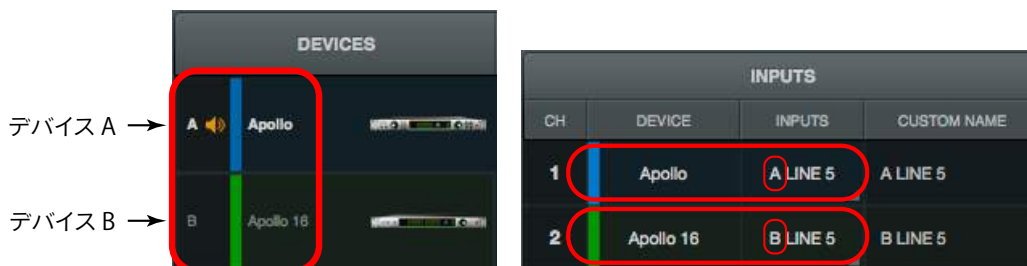 DEVICES
デバイス A
A Apollo
デバイス B
B Apollo 16
INPUTS
CH DEVICE INPUTS CUSTOM NAME
1 Apollo A LINE 5 A LINE 5
2 Apollo 16 B LINE 5 B LINE 5